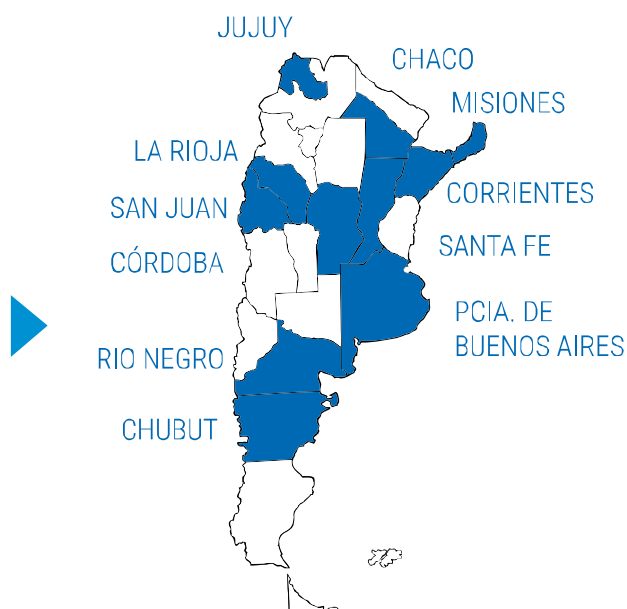 JUJUY
CHACO
MISIONES
LA RIOJA
CORRIENTES
SAN JUAN
SANTA FE
CÓRDOBA
PCIA. DE
BUENOS AIRES
RIO NEGRO
CHUBUT